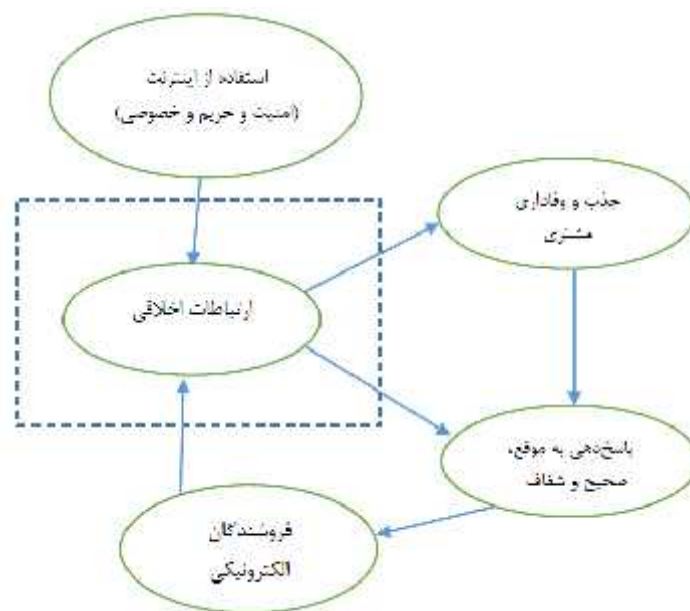 استفاده از اینترنت
(امنیت و حریم و خصوصی)
جذب و وفاداری
مشتری
ارتباطات اخلاقی
پاسخ‌دهی به موقع،
صحیح و شفاف
فروشندگان
الکترونیکی